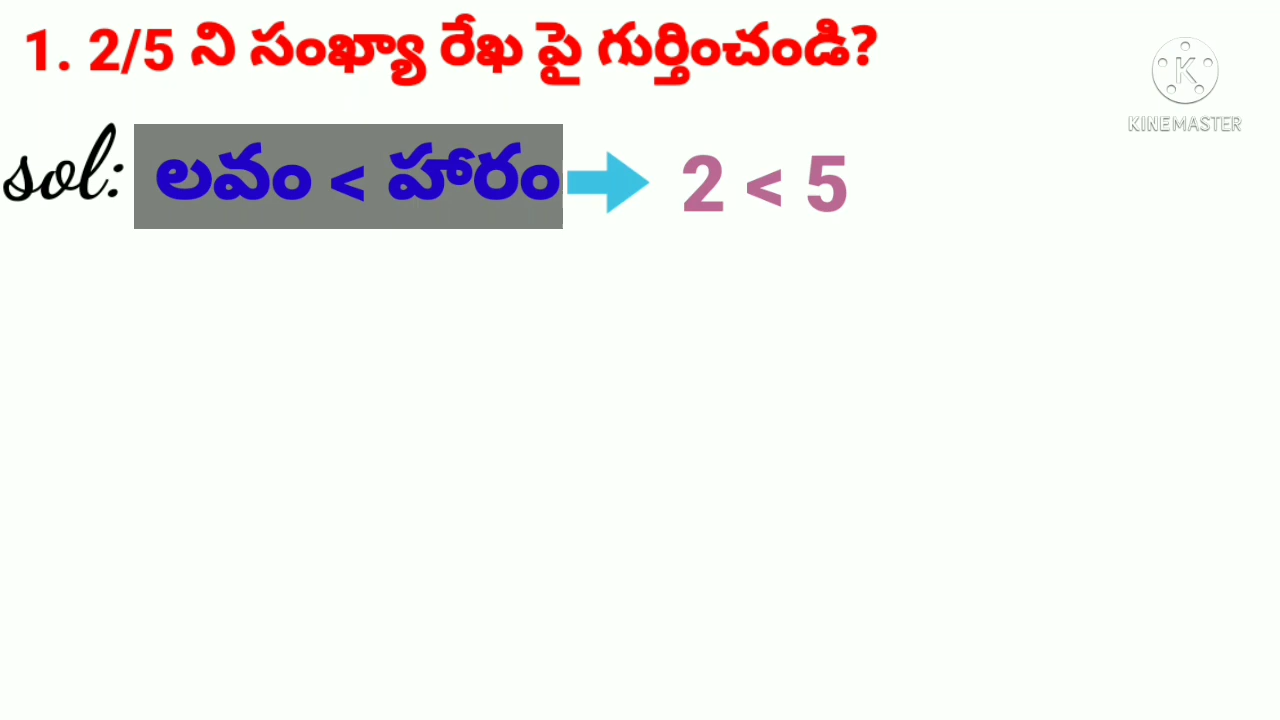 1. 2/5 ని సంఖ్యా రేఖ పై గుర్తించండి?
KINEMASTER
sol: లవం < హారం 2 < 5